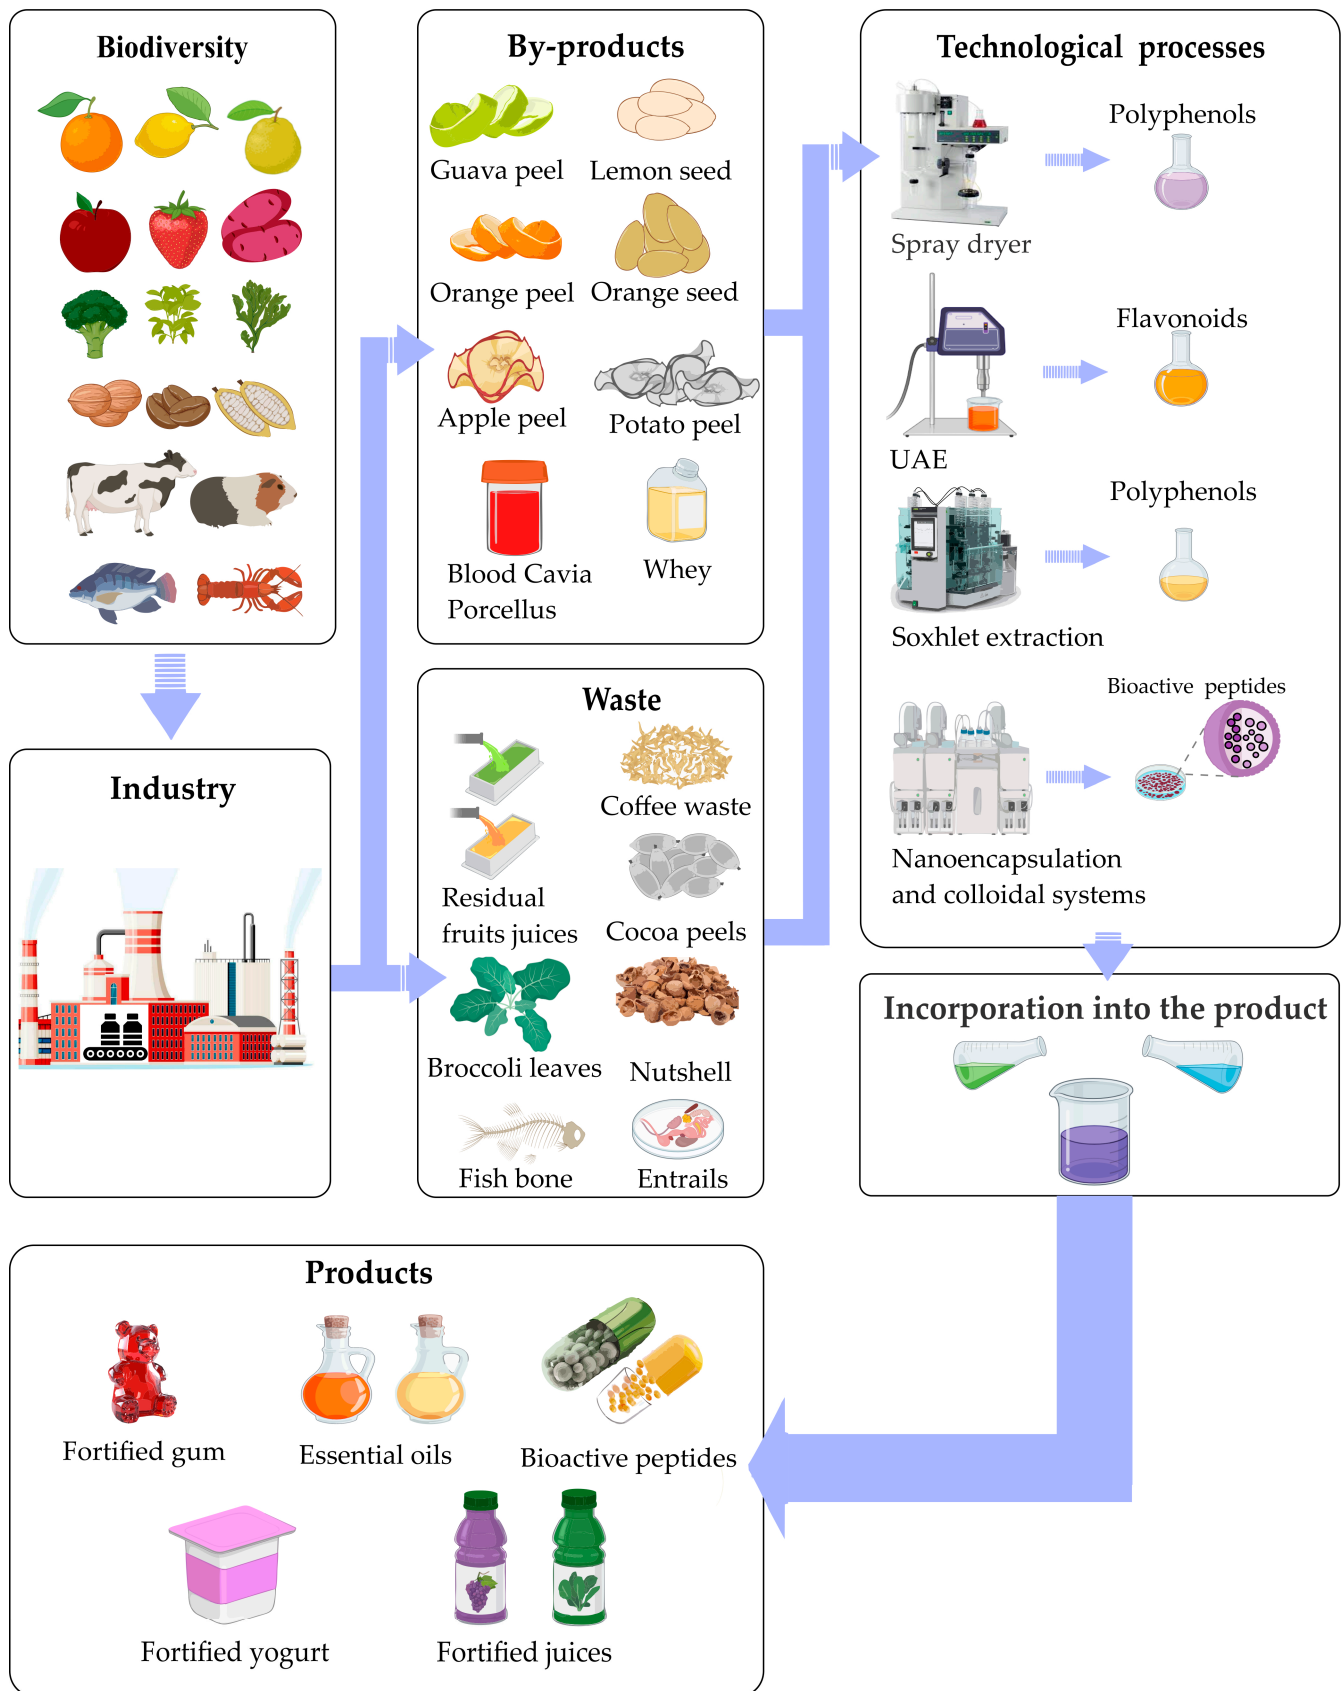 Biodiversity
By-products
Guava peel
Lemon seed
Orange peel
Orange seed
Apple peel
Potato peel
Blood Cavia
Porcellus
Whey
Technological processes
Polyphenols
Spray dryer
Flavonoids
UAE
Polyphenols
Soxhlet extraction
Bioactive peptides
Nanoencapsulation
and colloidal systems
Industry
Waste
Coffee waste
Residual
fruits juices
Cocoa peels
Broccoli leaves
Nutshell
Fish bone
Entrails
Incorporation into the product
Products
Fortified gum
Essential oils
Bioactive peptides
Fortified yogurt
Fortified juices